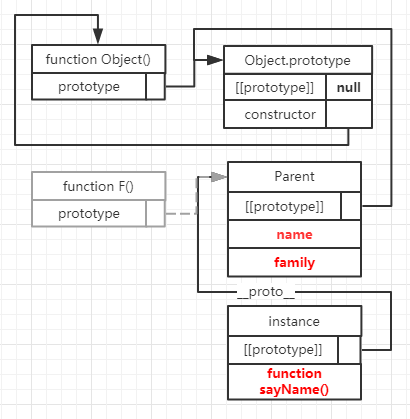 function Object()
prototype
Object.prototype
[[prototype]]
null
constructor
function F()
prototype
Parent
[[prototype]]
name
family
__proto__
instance
[[prototype]]
function
sayName()